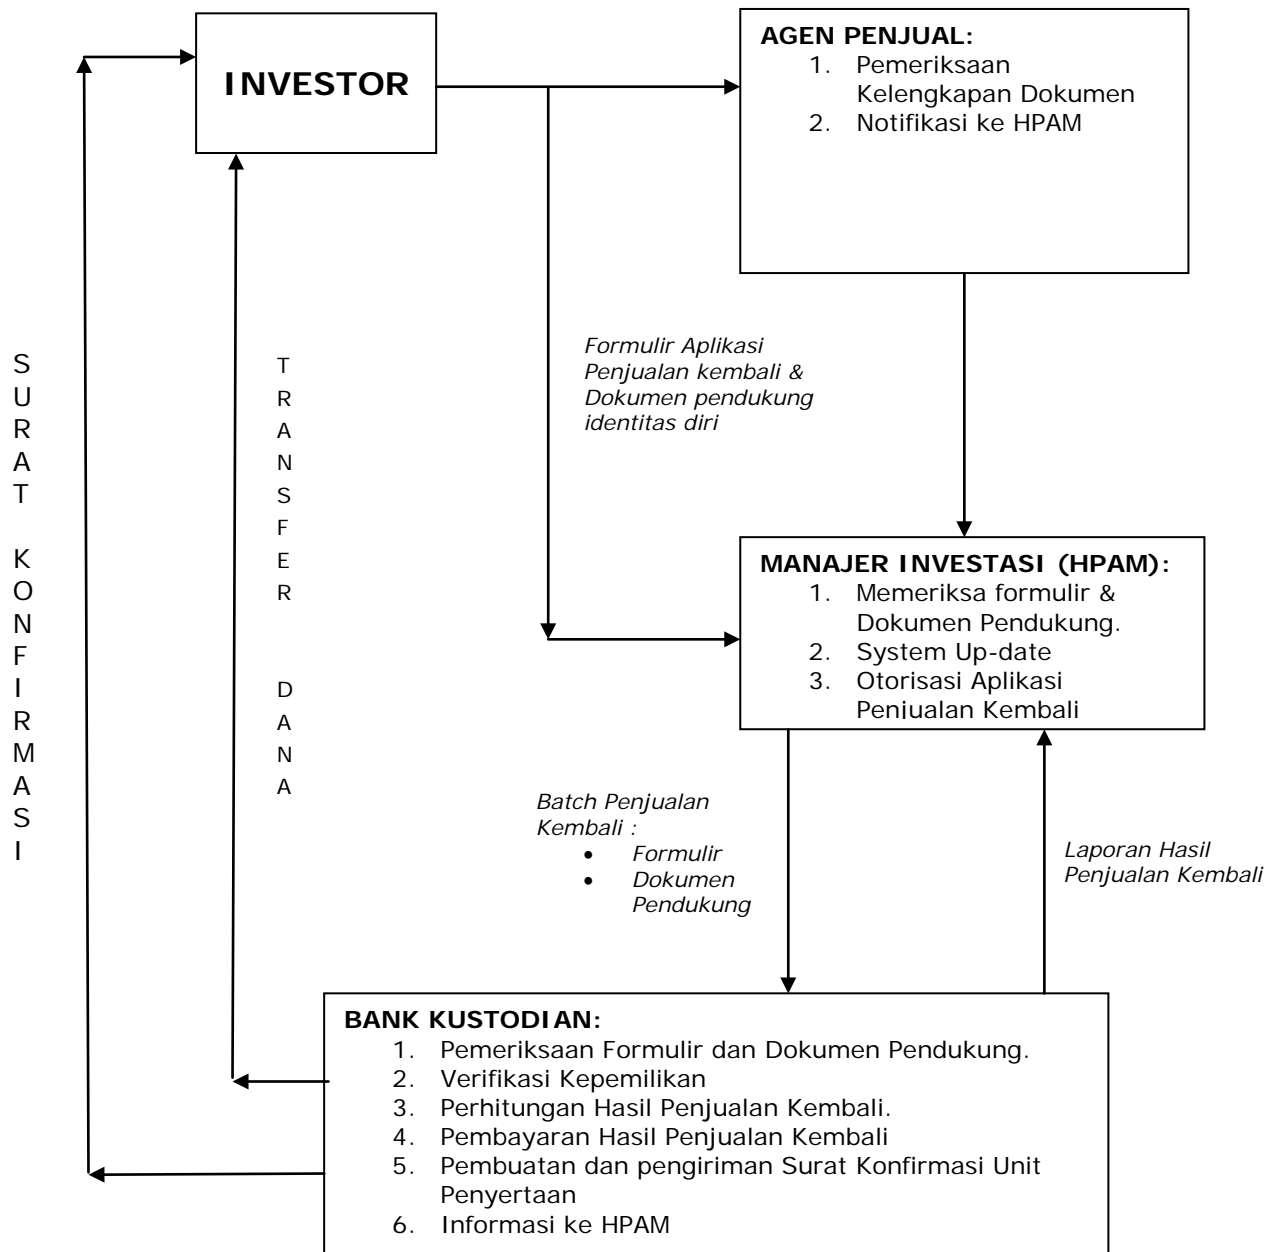 INVESTOR
AGEN PENJUAL:
1. Pemeriksaan
Kelengkapan Dokumen
2. Notifikasi ke HPAM
SURAT KONFIRMASI
TRANSFER DANA
Formulir Aplikasi
Penjualan kembali &
Dokumen pendukung
identitas diri
MANAJER INVESTASI (HPAM):
1. Memeriksa formulir &
Dokumen Pendukung.
2. System Up-date
3. Otorisasi Aplikasi
Penjualan Kembali
Batch Penjualan
Kembali :
• Formulir
• Dokumen
Pendukung
Laporan Hasil
Penjualan Kembali
BANK KUSTODIAN:
1. Pemeriksaan Formulir dan Dokumen Pendukung.
2. Verifikasi Kepemilikan
3. Perhitungan Hasil Penjualan Kembali.
4. Pembayaran Hasil Penjualan Kembali
5. Pembuatan dan pengiriman Surat Konfirmasi Unit
Penyertaan
6. Informasi ke HPAM